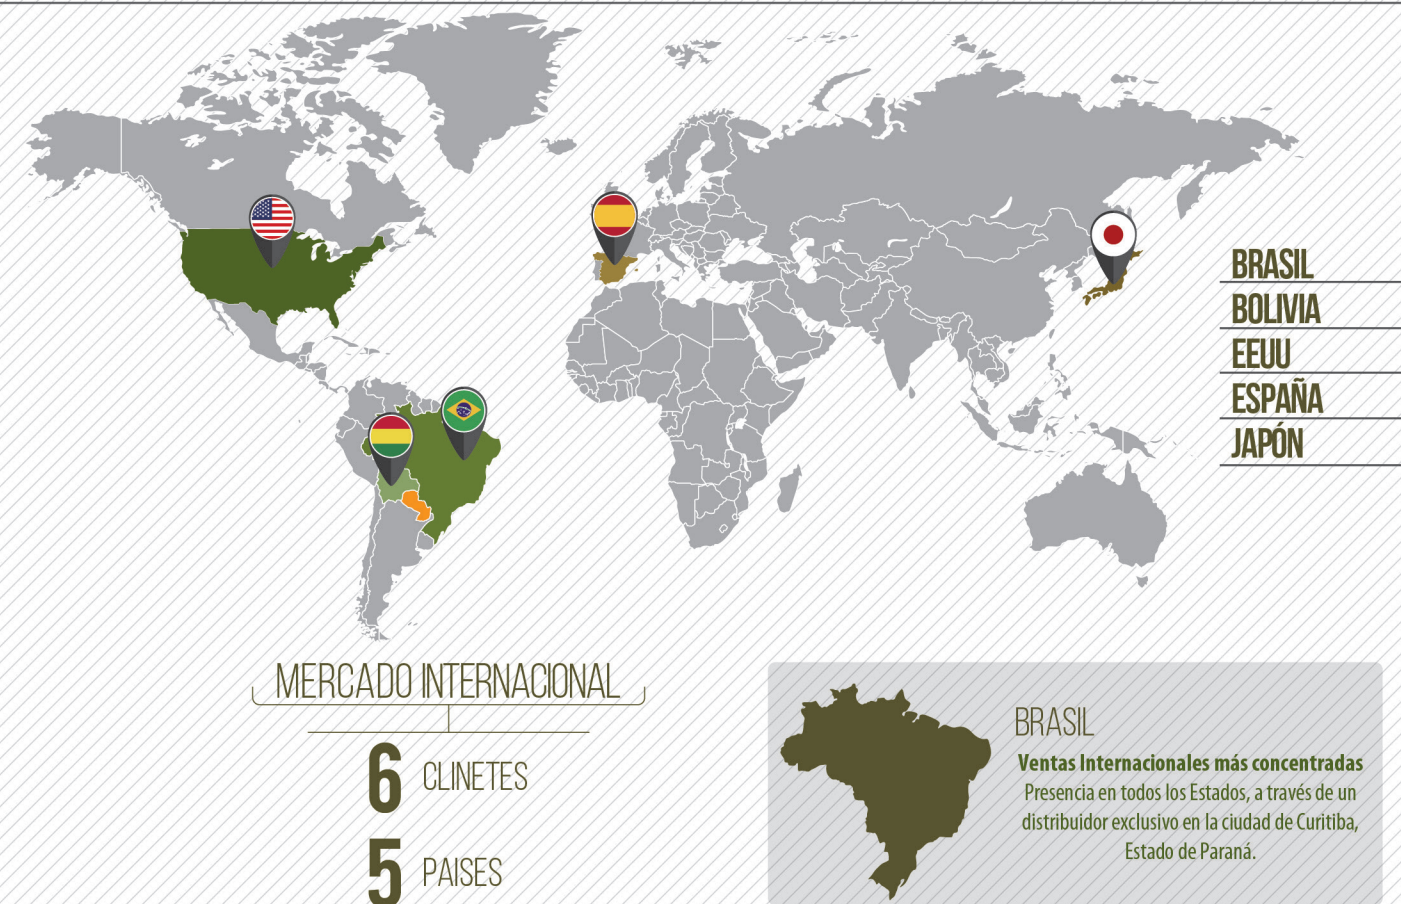 BRASIL
BOLIVIA
EEUU
ESPAÑA
JAPÓN
MERCADO INTERNACIONAL
6 CLINETES
5 PAISES
BRASIL
Ventas Internacionales más concentradas
Presencia en todos los Estados, a través de un
distribuidor exclusivo en la ciudad de Curitiba,
Estado de Paraná.